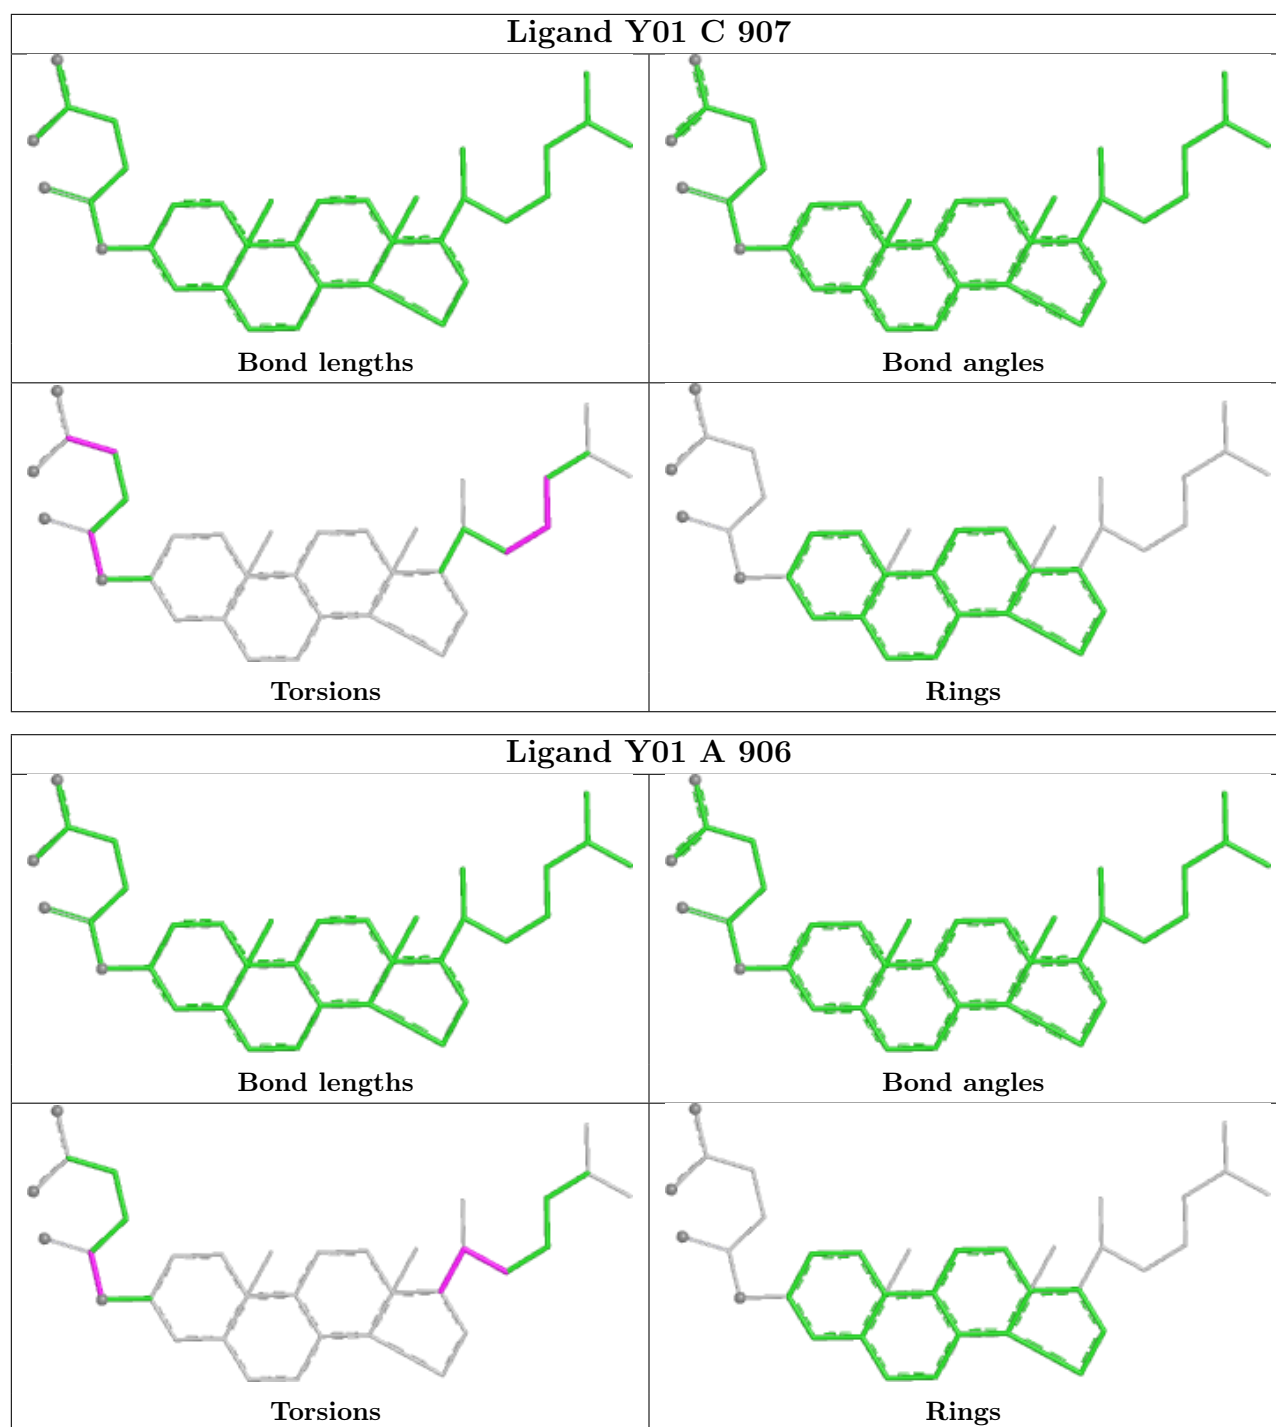 Ligand Y01 C 907
Bond lengths
Bond angles
Torsions
Rings
Ligand Y01 A 906
Bond lengths
Bond angles
Torsions
Rings